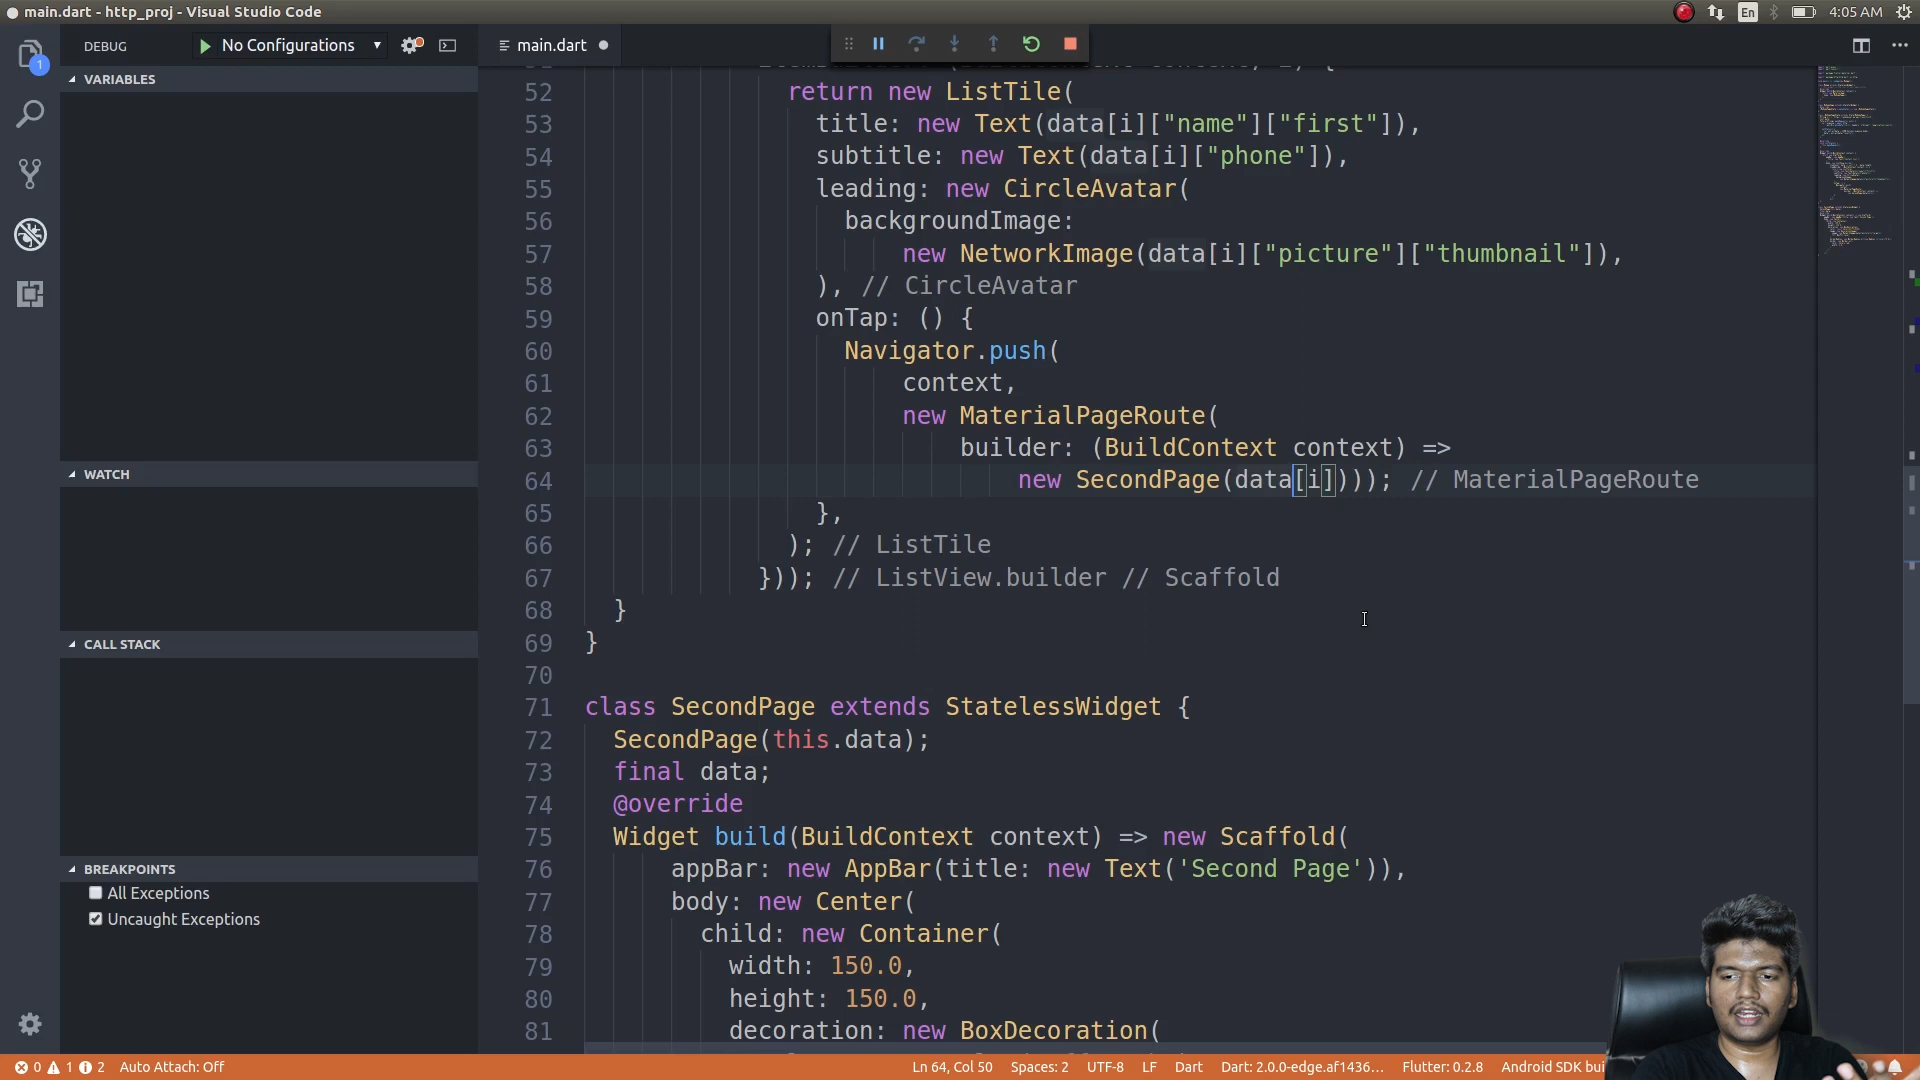 main.dart - http_proj - Visual Studio Code
En
4:05 AM
DEBUG
No Configurations
main.dart
1
VARIABLES
WATCH
CALL STACK
BREAKPOINTS
All Exceptions
Uncaught Exceptions
52 return new ListTile(
53 title: new Text(data[i]["name"]["first"]),
54 subtitle: new Text(data[i]["phone"]),
55 leading: new CircleAvatar(
56 backgroundImage:
57 new NetworkImage(data[i]["picture"]["thumbnail"]),
58 ), // CircleAvatar
59 onTap: () {
60 Navigator.push(
61 context,
62 new MaterialPageRoute(
63 builder: (BuildContext context) =>
64 new SecondPage(data[i]))); // MaterialPageRoute
65 },
66 ); // ListTile
67 })); // ListView.builder // Scaffold
68 }
69 }
70
71 class SecondPage extends StatelessWidget {
72 SecondPage(this.data);
73 final data;
74 @override
75 Widget build(BuildContext context) => new Scaffold(
76 appBar: new AppBar(title: new Text('Second Page')),
77 body: new Center(
78 child: new Container(
79 width: 150.0,
80 height: 150.0,
81 decoration: new BoxDecoration(
0 1 2 Auto Attach: Off
Ln 64, Col 50 Spaces: 2 UTF-8 LF Dart Dart: 2.0.0-edge.af1436... Flutter: 0.2.8 Android SDK bui